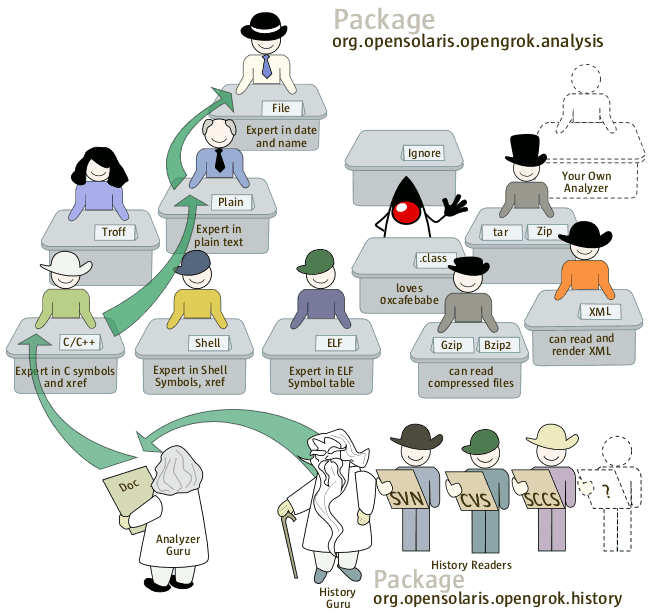 Package
org.opensolaris.opengrok.analysis
File
Expert in date
and name
Ignore
Your Own
Analyzer
Plain
Expert in
plain text
Troff
tar
Zip
.class
loves
0xcafebabe
C/C++
Expert in C symbols
and xref
Shell
Expert in Shell
Symbols, xref
ELF
Expert in ELF
Symbol table
Gzip
Bzip2
can read
compressed files
XML
can read and
render XML
Doc
Analyzer
Guru
SVN
CVS
SCCS
?
History Readers
History
Guru
Package
org.opensolaris.opengrok.history